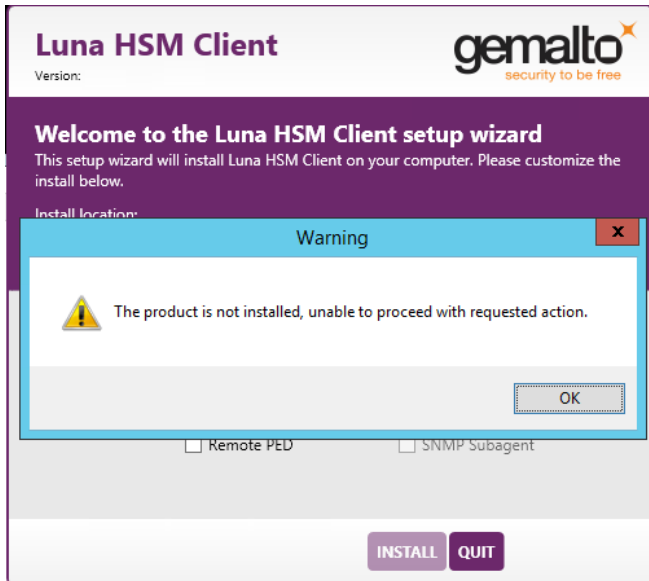 Luna HSM Client
gemalto
security to be free
Version:
Welcome to the Luna HSM Client setup wizard
This setup wizard will install Luna HSM Client on your computer. Please customize the
install below.
Install location:
Warning
x
The product is not installed, unable to proceed with requested action.
OK
Remote PED
SNMP Subagent
INSTALL
QUIT